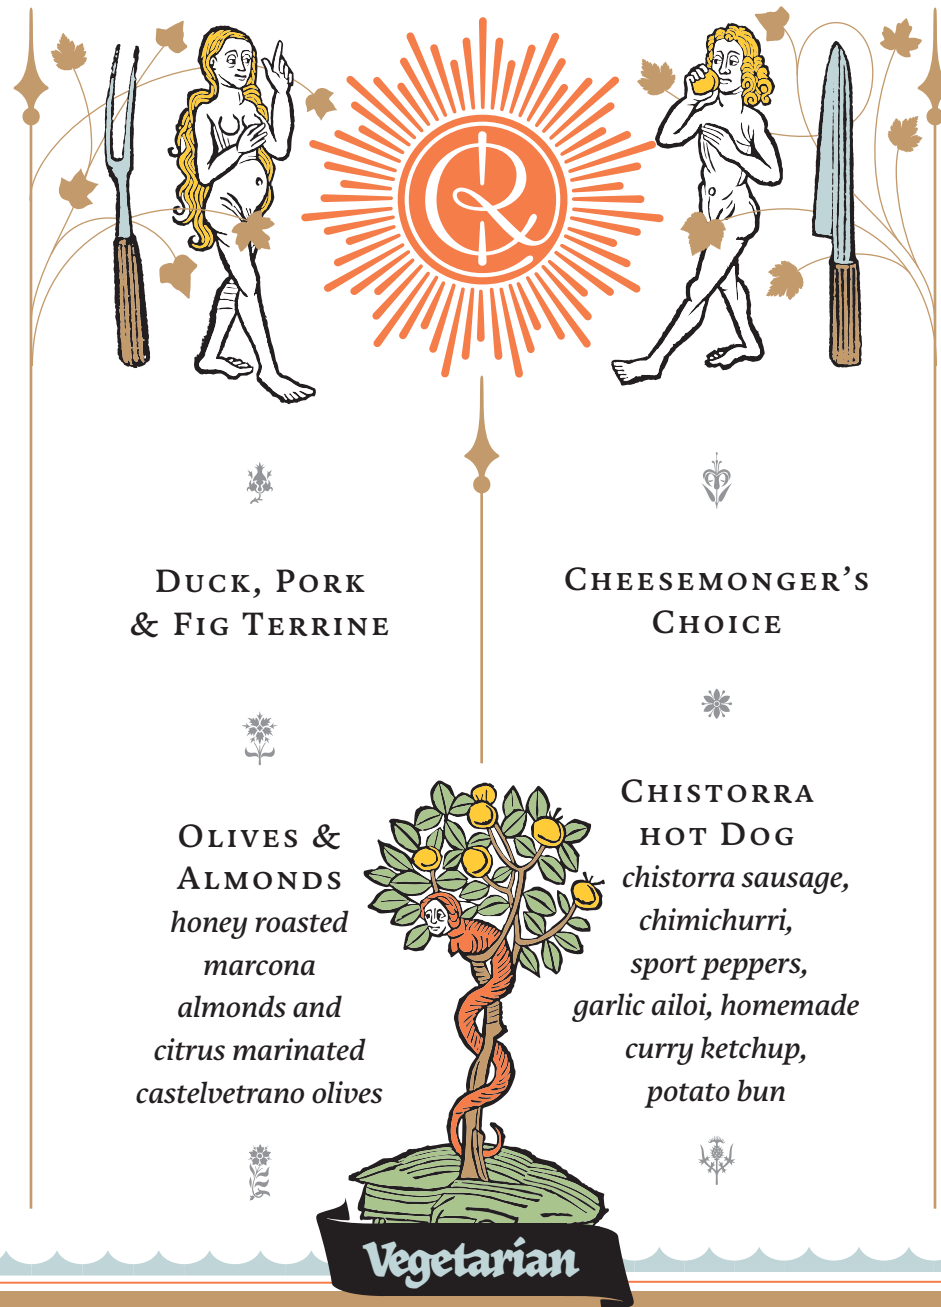 Duck, Pork
& Fig Terrine
Olives &
Almonds
honey roasted
marcona
almonds and
citrus marinated
castelvetrano olives
Cheesemonger’s
Choice
Chistorra
hot Dog
chistorra sausage,
chimichurri,
sport peppers,
garlic ailoi, homemade
curry ketchup,
potato bun
Vegetarian